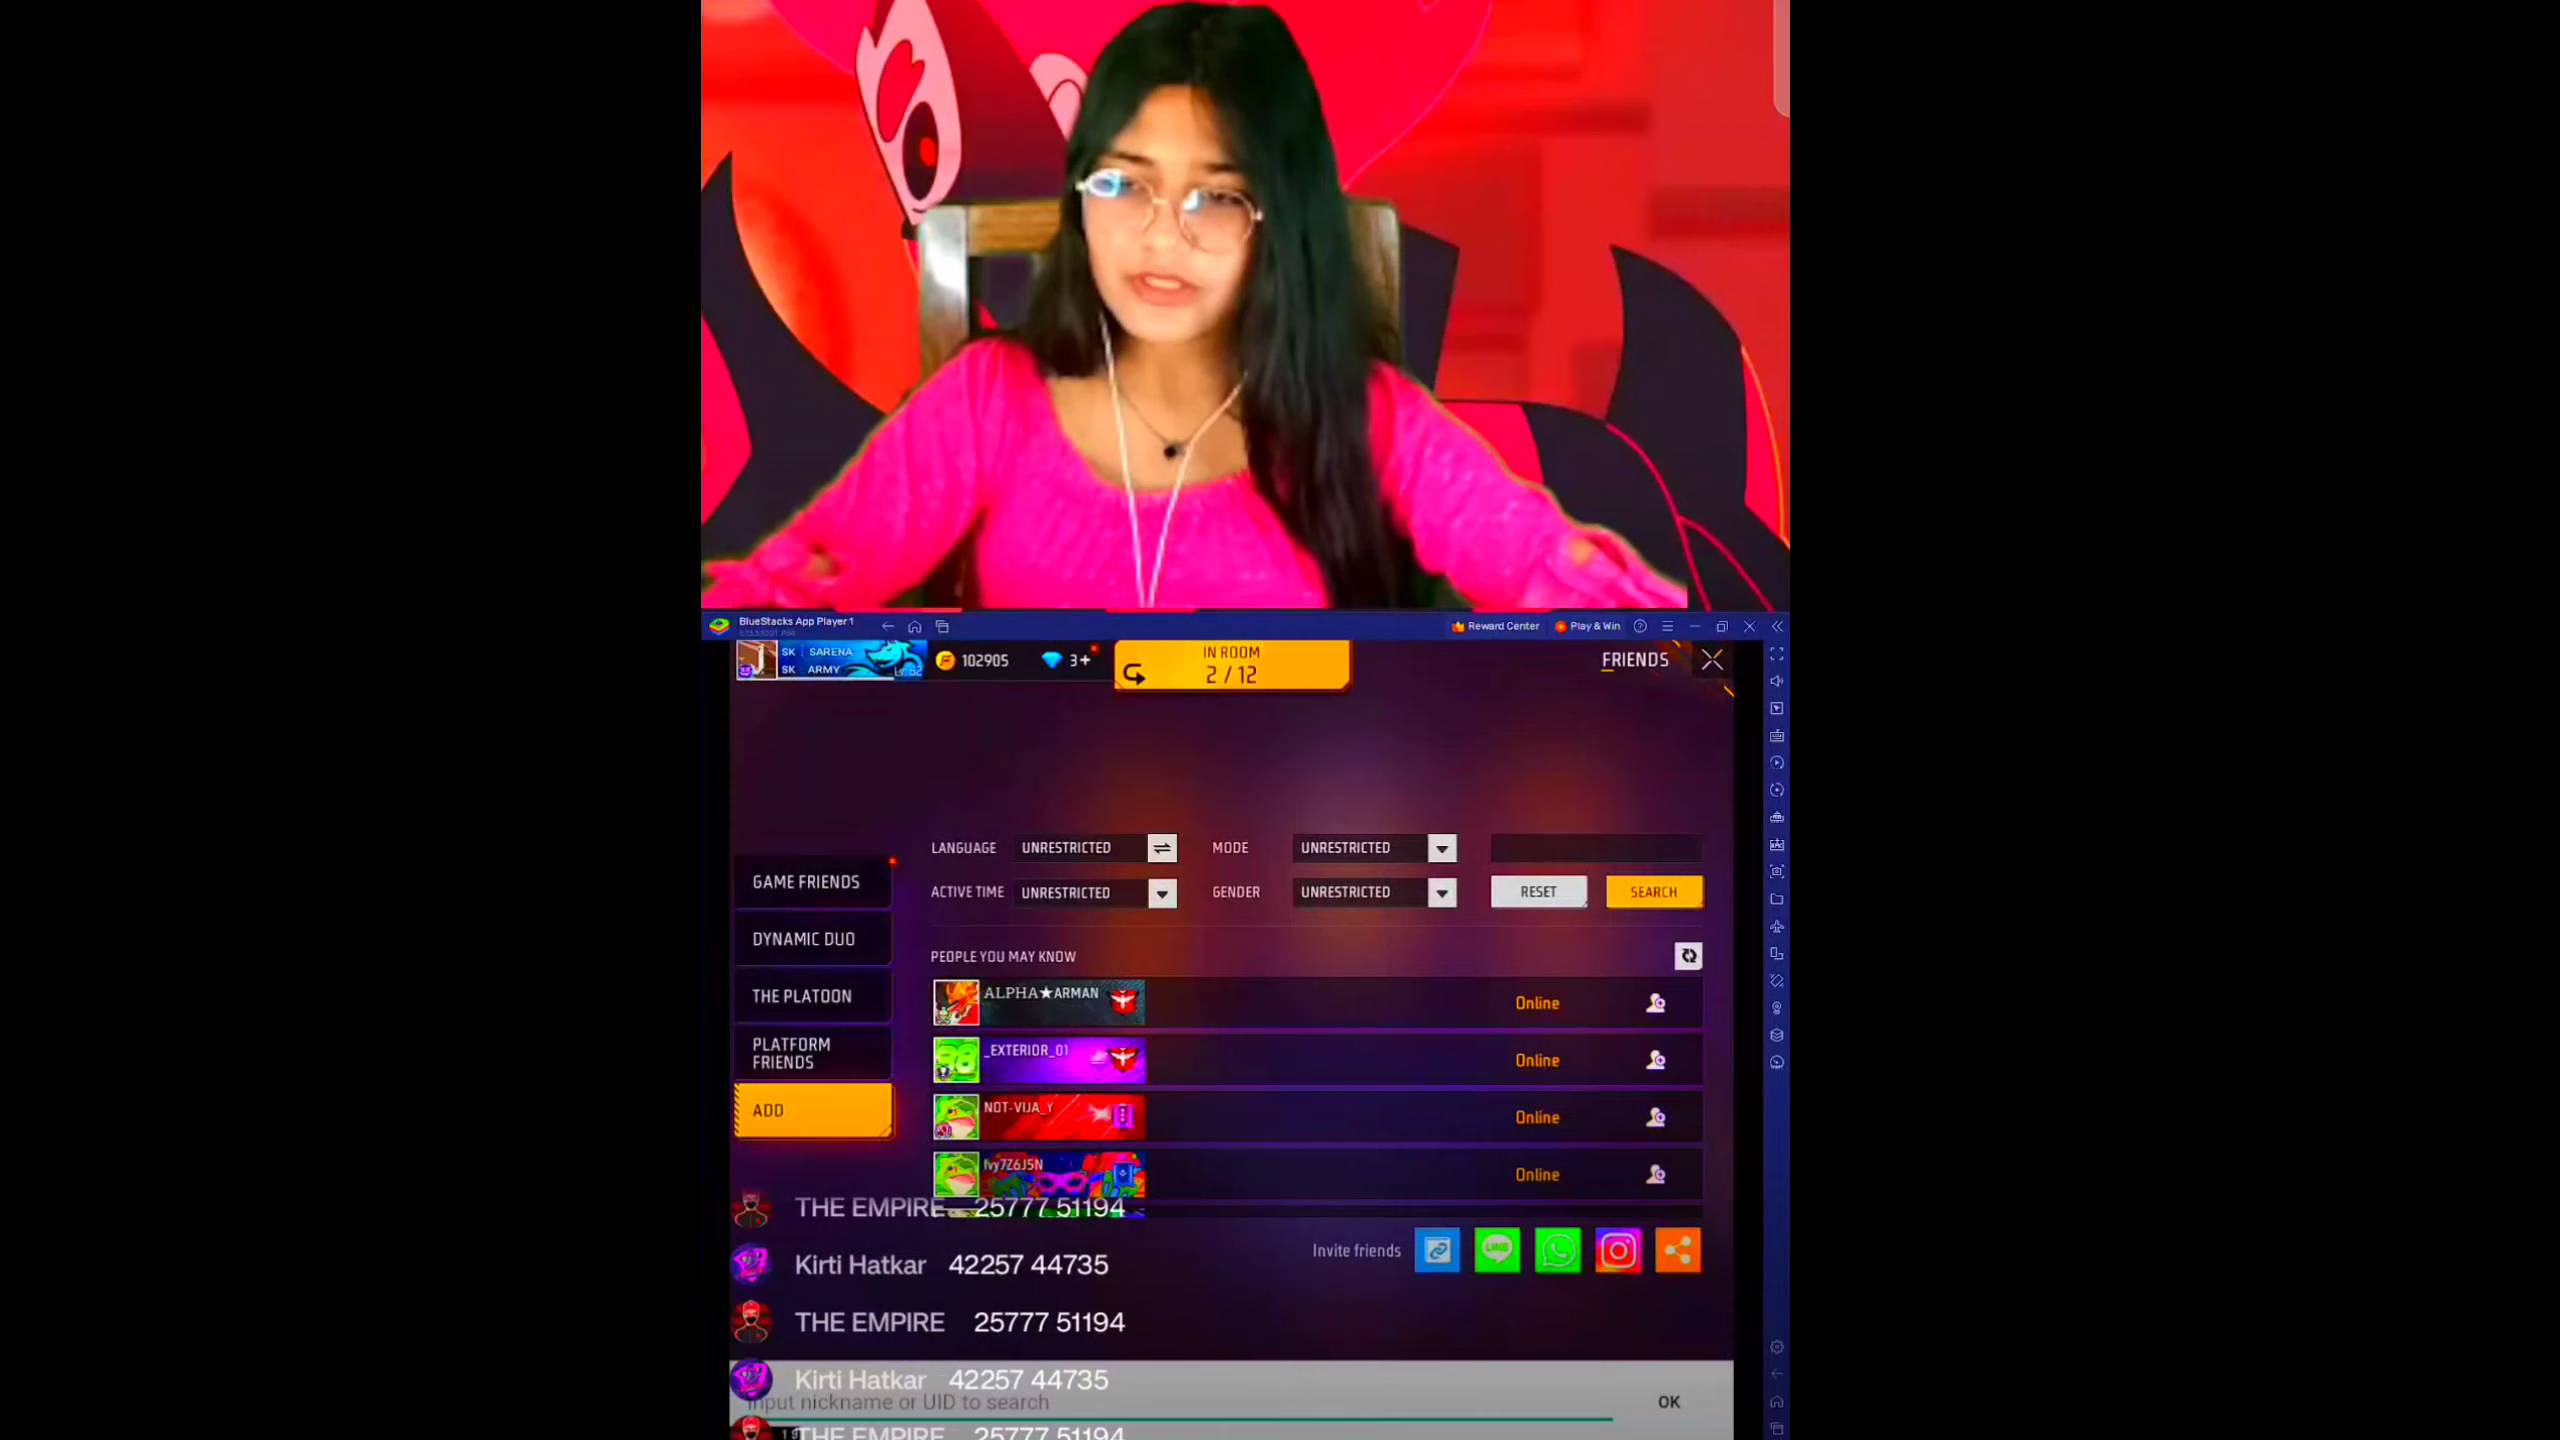 BlueStacks App Player 1
Reward Center
Play & Win
SK SARENA
SK ARMY
Lv.62
102905
3+
IN ROOM
2 / 12
FRIENDS
LANGUAGE UNRESTRICTED MODE UNRESTRICTED
ACTIVE TIME UNRESTRICTED GENDER UNRESTRICTED RESET SEARCH
GAME FRIENDS
DYNAMIC DUO
THE PLATOON
PLATFORM
FRIENDS
ADD
PEOPLE YOU MAY KNOW
ALPHA★ARMAN Online
_EXTERIOR_01 Online
NOT-VIJA_Y Online
Ivy7Z6J5N Online
Invite friends
LINE
THE EMPIRE 25777 51194
Kirti Hatkar 42257 44735
THE EMPIRE 25777 51194
Kirti Hatkar 42257 44735
Input nickname or UID to search
OK
THE EMPIRE 25777 51194